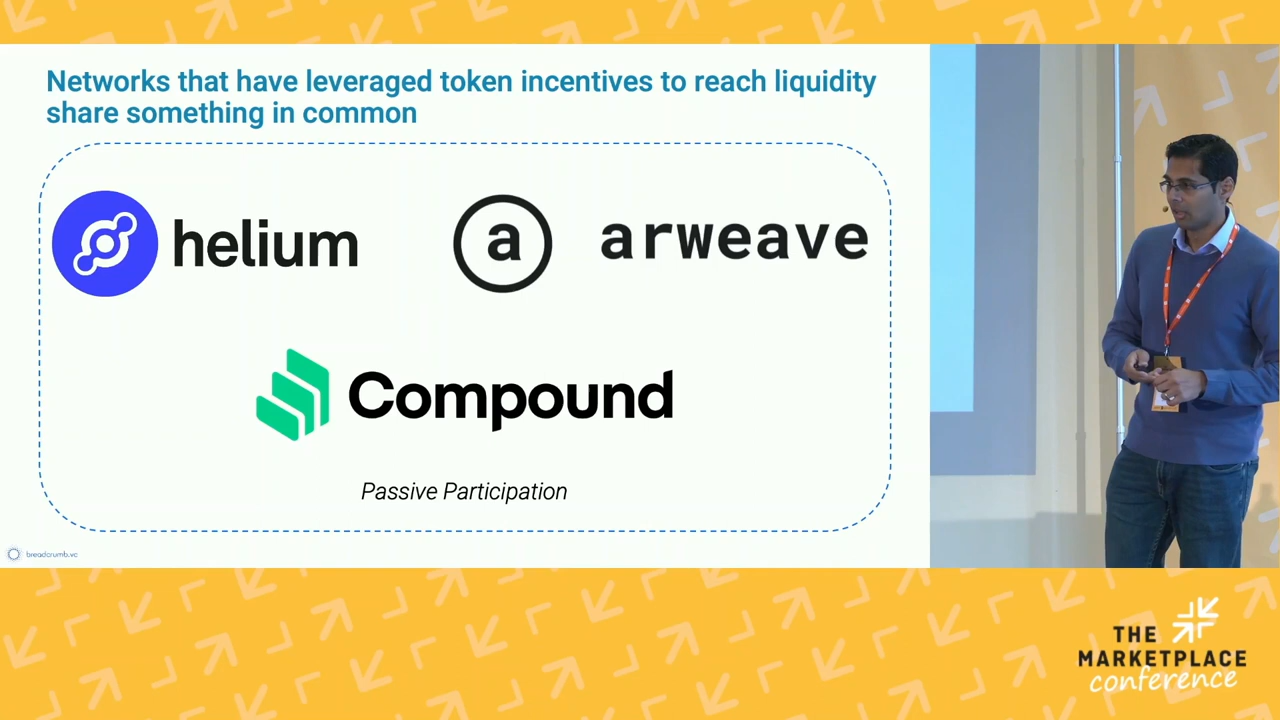 Networks that have leveraged token incentives to reach liquidity
share something in common
helium
a
arweave
Compound
Passive Participation
breadcrumb.vc
THE
MARKETPLACE
conference